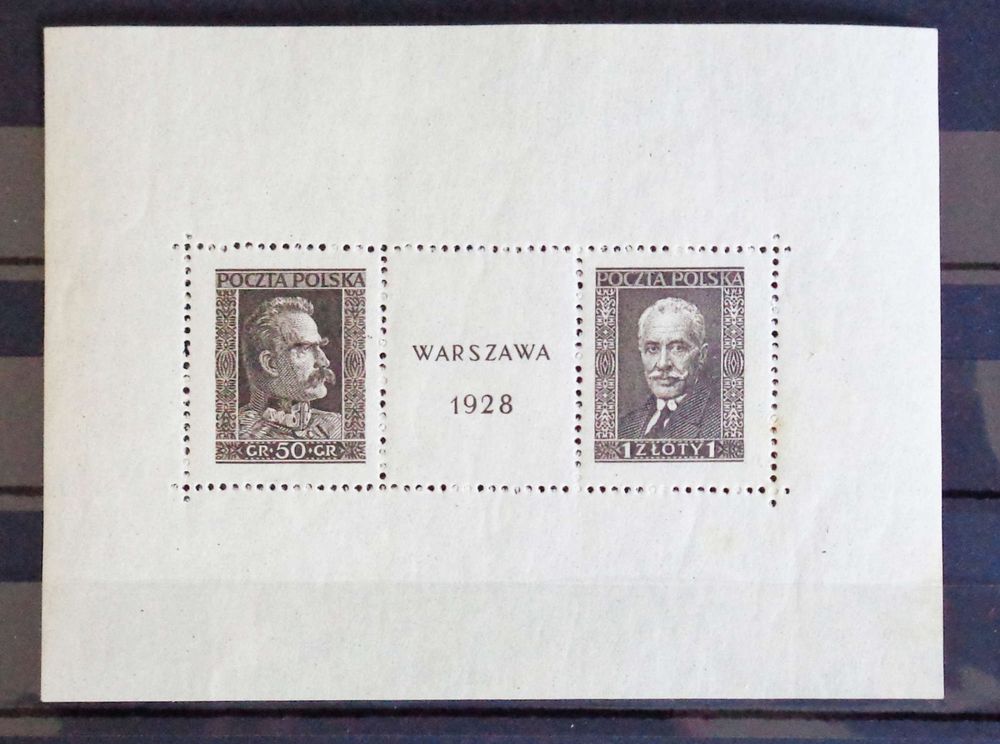 POCZTA POLSKA
GR·50·GR
WARSZAWA
1928
POCZTA POLSKA
1 ZŁOTY 1